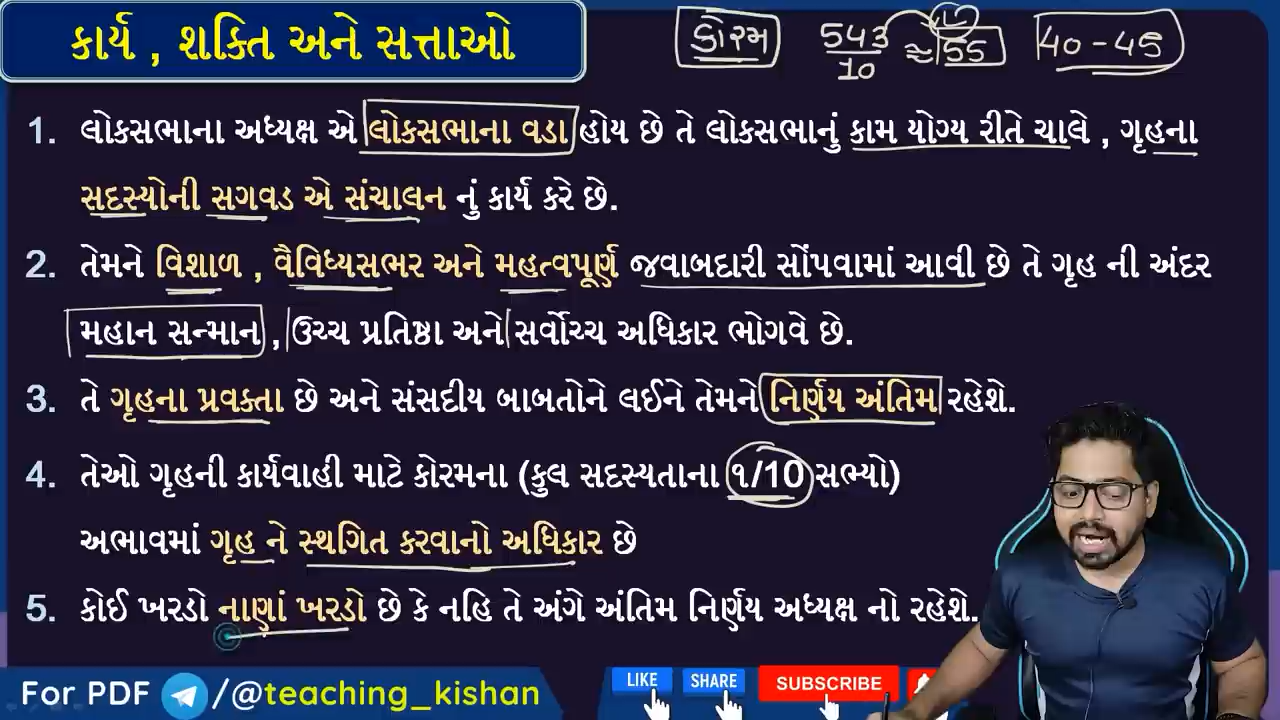 કાર્ય , શક્તિ અને સત્તાઓ
કોરમ 543/10 ≈ 55 40 - 45
1. લોકસભાના અધ્યક્ષ એ લોકસભાના વડા હોય છે તે લોકસભાનું કામ યોગ્ય રીતે ચાલે , ગૃહના
સદસ્યોની સગવડ એ સંચાલન નું કાર્ય કરે છે.
2. તેમને વિશાળ , વૈવિધ્યસભર અને મહત્વપૂર્ણ જવાબદારી સોંપવામાં આવી છે તે ગૃહ ની અંદર
મહાન સન્માન , ઉચ્ચ પ્રતિષ્ઠા અને સર્વોચ્ચ અધિકાર ભોગવે છે.
3. તે ગૃહના પ્રવક્તા છે અને સંસદીય બાબતોને લઈને તેમને નિર્ણય અંતિમ રહેશે.
4. તેઓ ગૃહની કાર્યવાહી માટે કોરમના (કુલ સદસ્યતાના ૧/10 સભ્યો)
અભાવમાં ગૃહ ને સ્થગિત કરવાનો અધિકાર છે
5. કોઈ ખરડો નાણાં ખરડો છે કે નહિ તે અંગે અંતિમ નિર્ણય અધ્યક્ષ નો રહેશે.
For PDF /@teaching_kishan
LIKE SHARE SUBSCRIBE